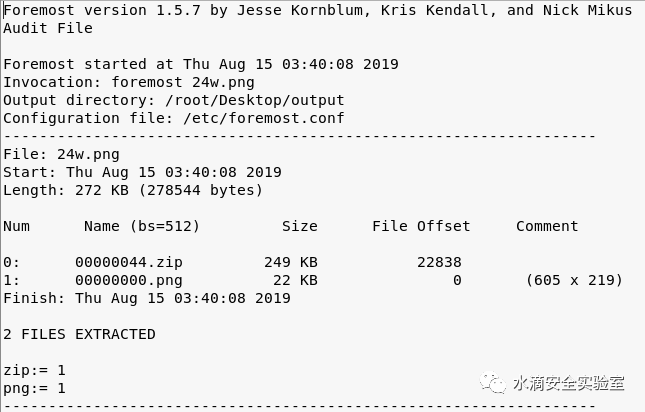 Foremost version 1.5.7 by Jesse Kornblum, Kris Kendall, and Nick Mikus
Audit File
Foremost started at Thu Aug 15 03:40:08 2019
Invocation: foremost 24w.png
Output directory: /root/Desktop/output
Configuration file: /etc/foremost.conf
------------------------------------------------------------------
File: 24w.png
Start: Thu Aug 15 03:40:08 2019
Length: 272 KB (278544 bytes)
Num Name (bs=512) Size File Offset Comment
0: 00000044.zip 249 KB 22838
1: 00000000.png 22 KB 0 (605 x 219)
Finish: Thu Aug 15 03:40:08 2019
2 FILES EXTRACTED
zip:= 1
png:= 1
------------------------------------------------------------------
水滴安全实验室